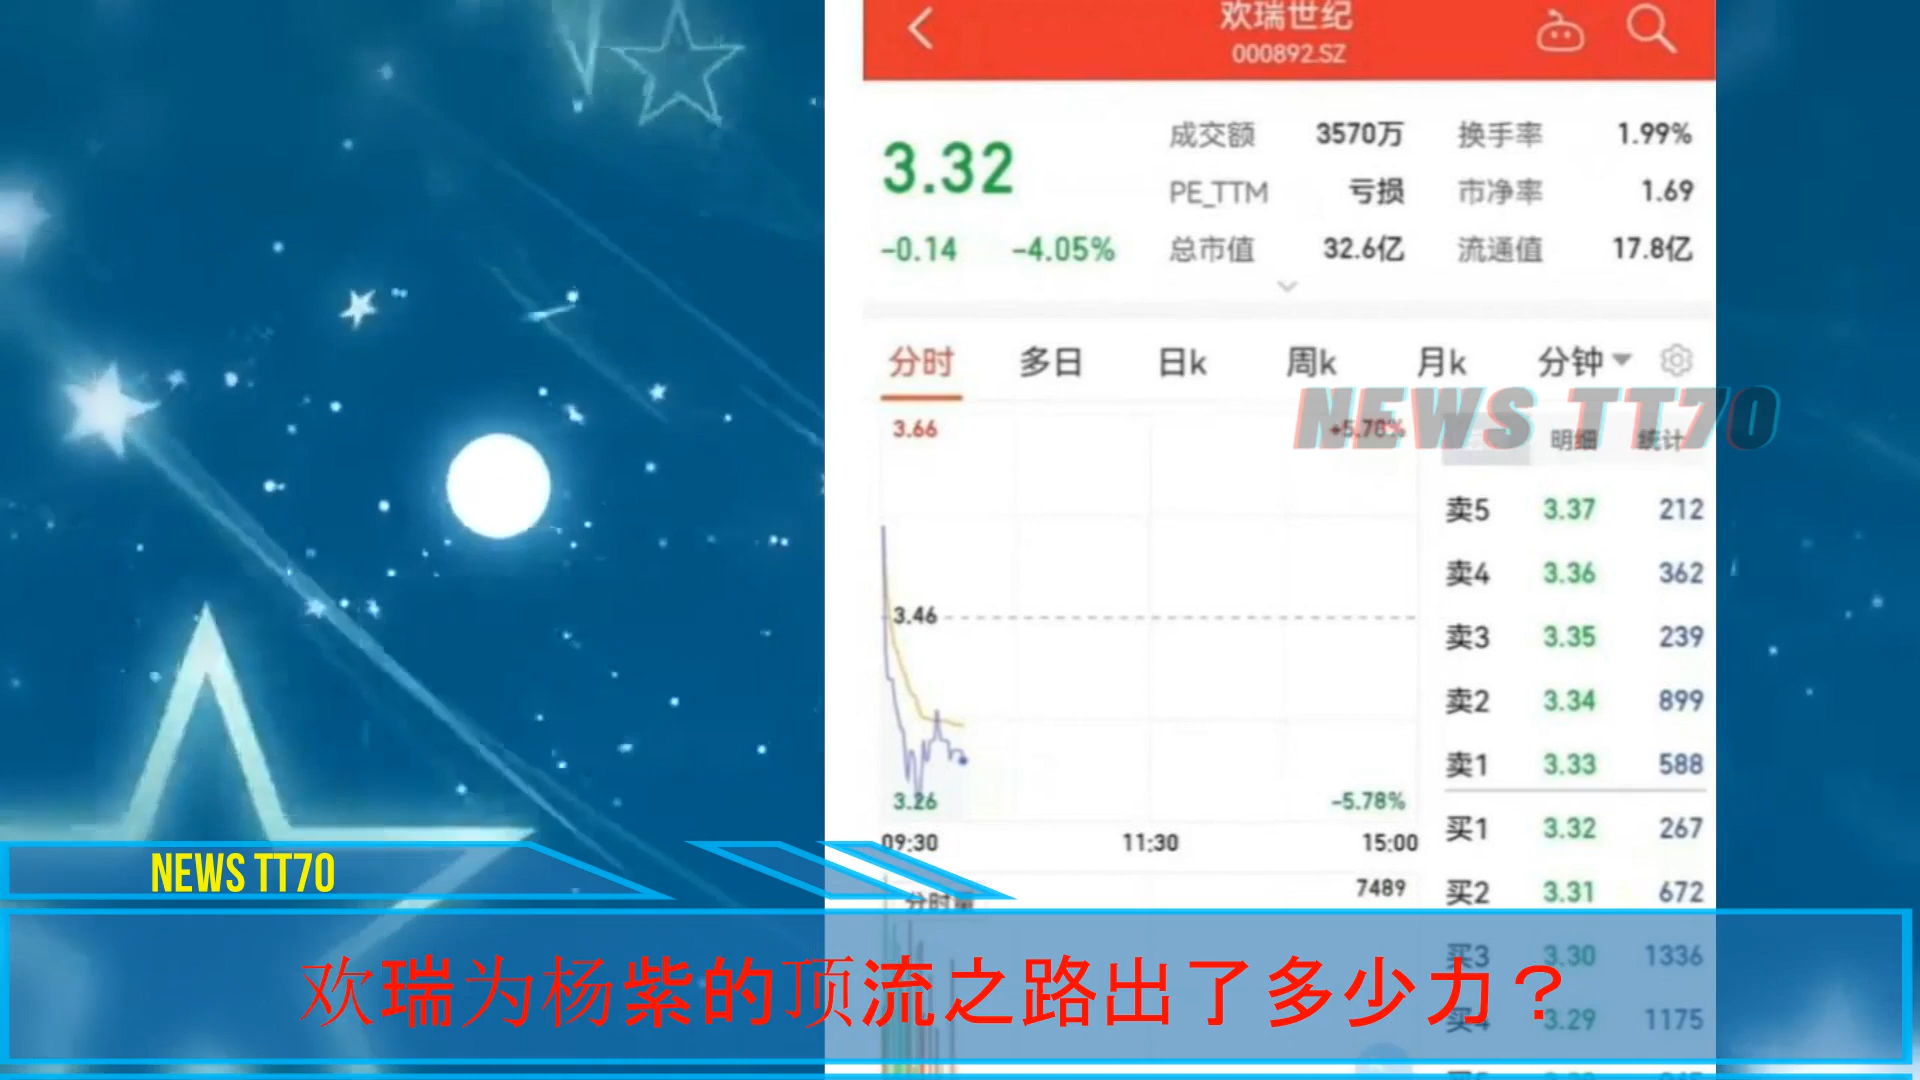 欢瑞世纪
000892.SZ
3.32
-0.14 -4.05%
成交额 3570万 换手率 1.99%
PE_TTM 亏损 市净率 1.69
总市值 32.6亿 流通值 17.8亿
分时 多日 日k 周k 月k 分钟
NEWS TT70
3.66 +5.78%
明细 统计
卖5 3.37 212
卖4 3.36 362
3.46
卖3 3.35 239
卖2 3.34 899
卖1 3.33 588
3.26 -5.78%
09:30 11:30 15:00
买1 3.32 267
NEWS TT70
分时量 7489
买2 3.31 672
买3 3.30 1336
欢瑞为杨紫的顶流之路出了多少力？
买4 3.29 1175